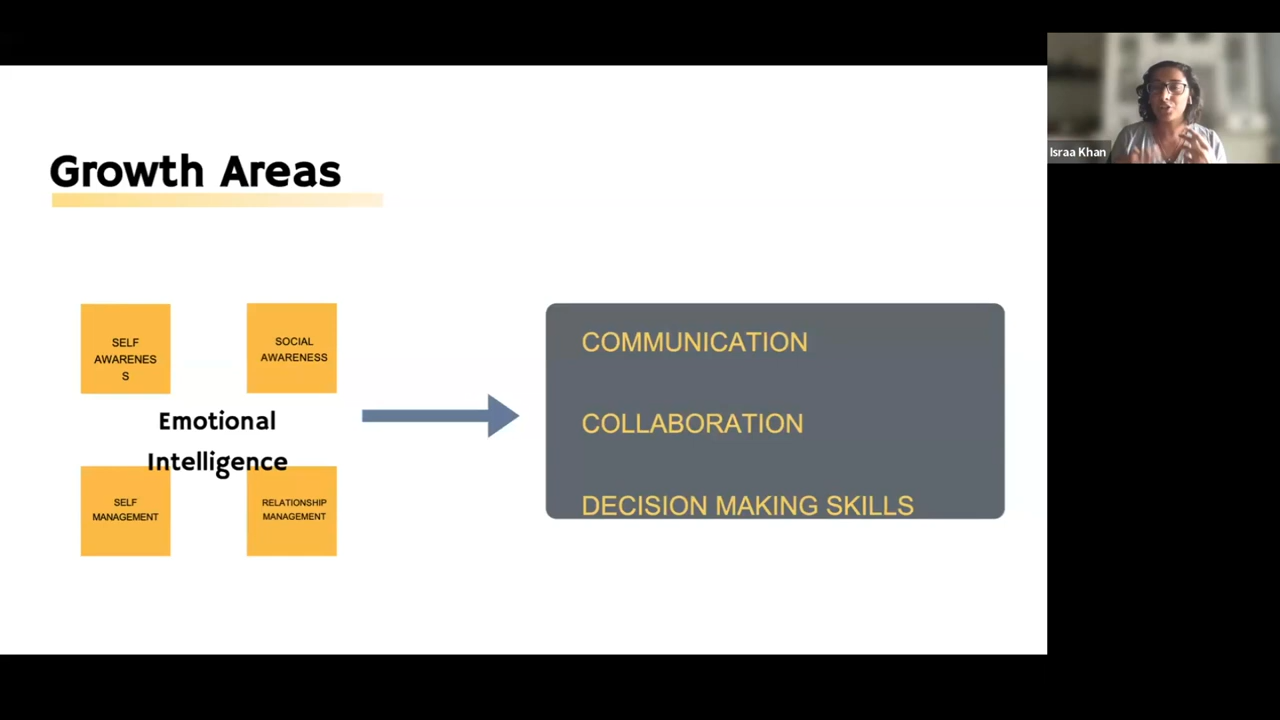 Growth Areas
SELF
AWARENES
S
SOCIAL
AWARENESS
Emotional
Intelligence
SELF
MANAGEMENT
RELATIONSHIP
MANAGEMENT
COMMUNICATION
COLLABORATION
DECISION MAKING SKILLS
Israa Khan